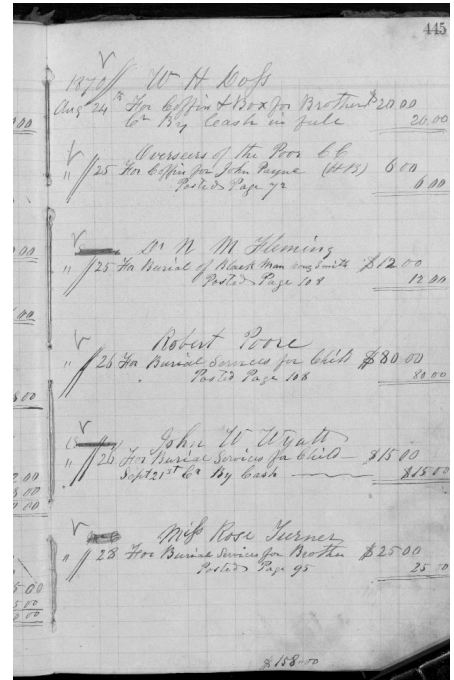 445
1870 W H Doss
Aug 24th For Coffin & Box for Brother $20 00
Cr By Cash in full 20.00
Overseers of the Poor C C
" 25 For Coffin for John Payne 6 00
Posted Page 72 6 00
Dr N M Fleming
" 25 For Burial of Black Man Smith $12 00
Posted Page 108 12 00
Robert Poore
" 26 For Burial Services for Child $80 00
Posted Page 108 80.00
John W Wyatt
" 26 For Burial Services for Child $15 00
Sept 21st Cr By Cash $15.00
Miss Rose Turner
" 28 For Burial Services for Brother $25 00
Posted Page 95 25 00
$158.00